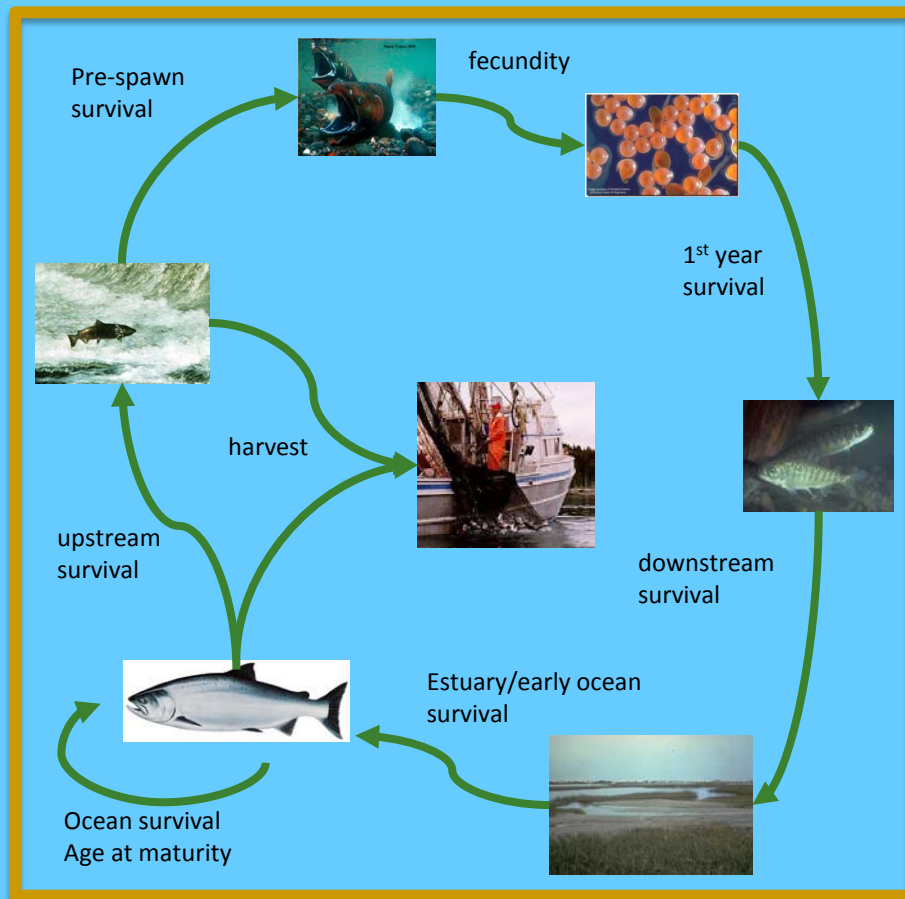 Pre-spawn
survival
fecundity
1st year
survival
harvest
upstream
survival
downstream
survival
Estuary/early ocean
survival
Ocean survival
Age at maturity